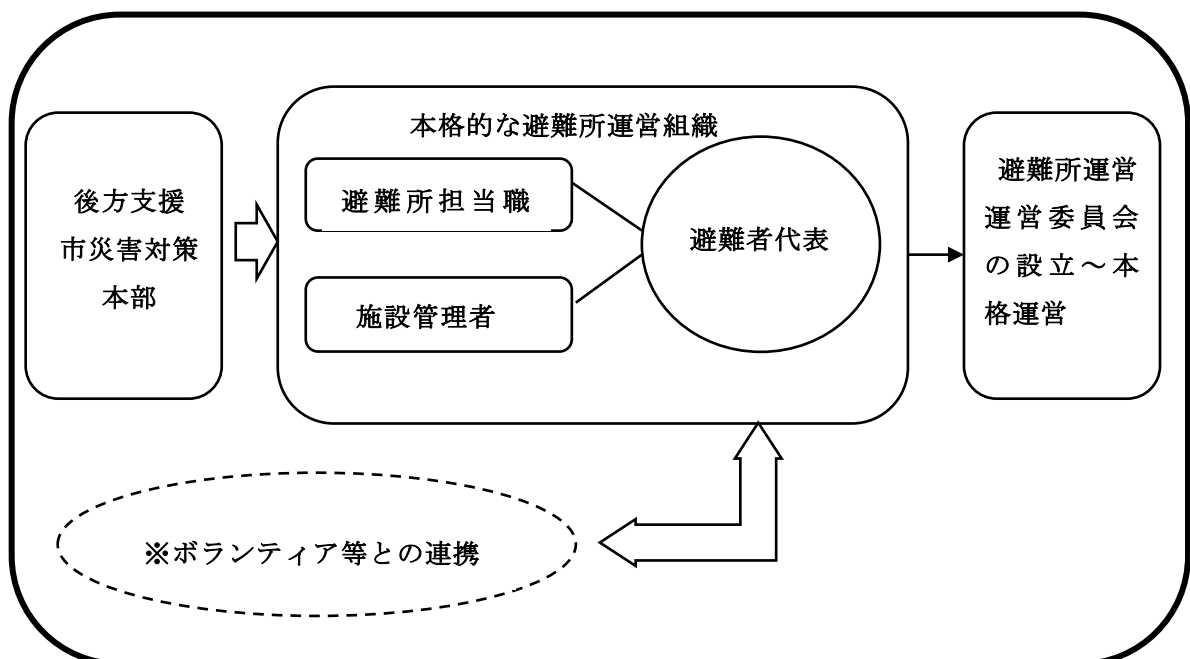 後方支援
市災害対策
本部
本格的な避難所運営組織
避難所担当職
施設管理者
避難者代表
避難所運営
運営委員会
の設立～本
格運営
※ボランティア等との連携